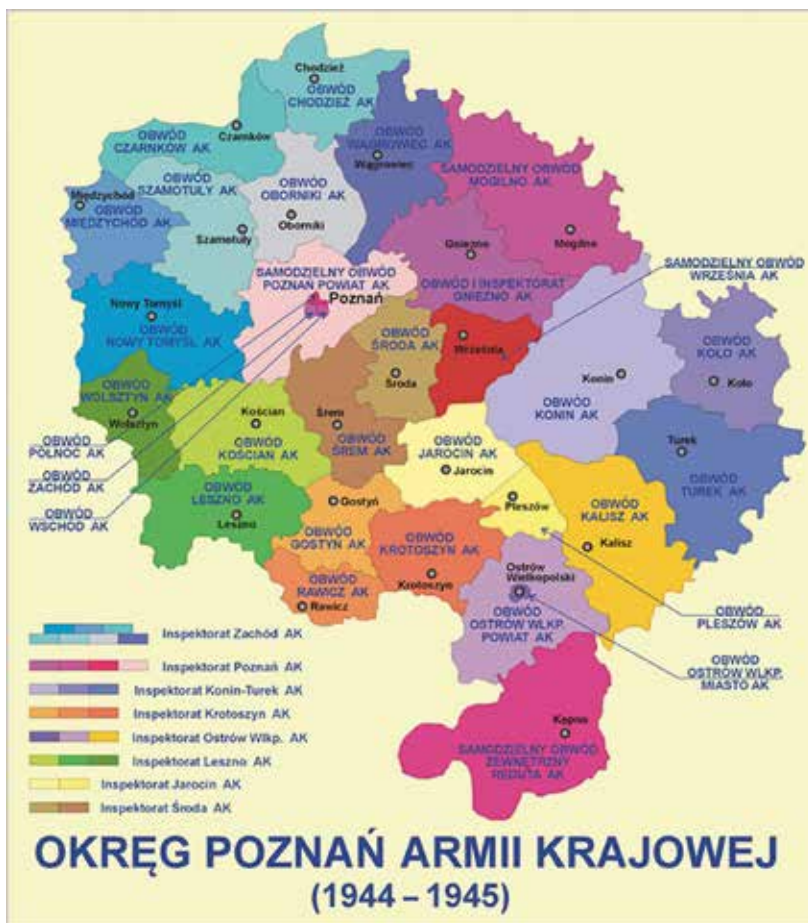 Chodzież
OBWÓD
CHODZIEŻ AK
Czarnków
OBWÓD
CZARNKÓW AK
OBWÓD
WĄGROWIEC AK
Wągrowiec
SAMODZIELNY OBWÓD
MOGILNO AK
Mogilno
OBWÓD
SZAMOTUŁY AK
Szamotuły
OBWÓD
OBORNIKI AK
Oborniki
Międzychód
OBWÓD
MIĘDZYCHÓD AK
Gniezno
OBWÓD I INSPEKTORAT
GNIEZNO AK
SAMODZIELNY OBWÓD
WRZEŚNIA AK
SAMODZIELNY OBWÓD
POZNAŃ POWIAT AK
Poznań
Nowy Tomyśl
OBWÓD
NOWY TOMYŚL AK
OBWÓD
ŚRODA AK
Środa
Września
OBWÓD
KOŁO AK
Koło
Konin
OBWÓD
KONIN AK
OBWÓD
WOLSZTYN AK
Wolsztyn
Kościan
OBWÓD
KOŚCIAN AK
Śrem
OBWÓD
ŚREM AK
OBWÓD
JAROCIN AK
Jarocin
Turek
OBWÓD
TUREK AK
OBWÓD
PÓŁNOC AK
OBWÓD
ZACHÓD AK
OBWÓD
WSCHÓD AK
OBWÓD
LESZNO AK
Leszno
Gostyń
OBWÓD
GOSTYŃ AK
Pleszów
OBWÓD
KALISZ AK
Kalisz
OBWÓD
KROTOSZYN AK
Krotoszyn
OBWÓD
RAWICZ AK
Rawicz
Ostrów
Wielkopolski
OBWÓD
OSTRÓW WLKP.
POWIAT AK
OBWÓD
PLESZÓW AK
OBWÓD
OSTRÓW WLKP.
MIASTO AK
Kępno
SAMODZIELNY OBWÓD
ZEWNĘTRZNY
REDUTA AK
Inspektorat Zachód AK
Inspektorat Poznań AK
Inspektorat Konin-Turek AK
Inspektorat Krotoszyn AK
Inspektorat Ostrów Wlkp. AK
Inspektorat Leszno AK
Inspektorat Jarocin AK
Inspektorat Środa AK
OKRĘG POZNAŃ ARMII KRAJOWEJ
(1944 – 1945)